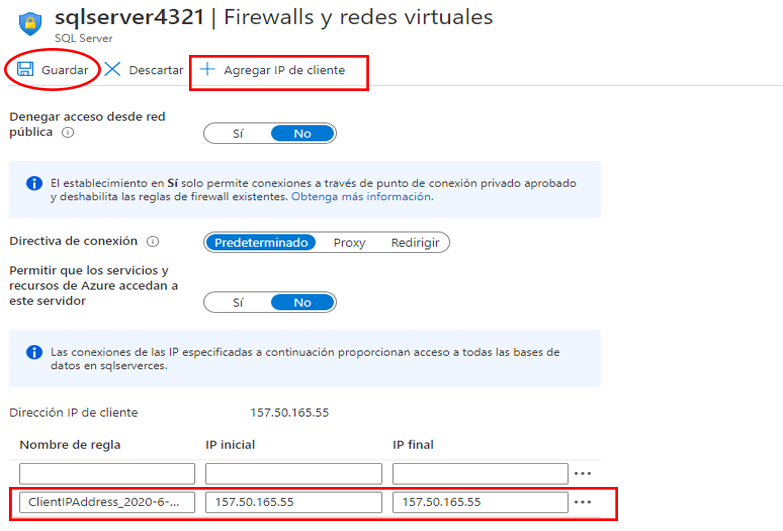 sqlserver4321 | Firewalls y redes virtuales
SQL Server
Guardar Descartar Agregar IP de cliente
Denegar acceso desde red
pública
Sí No
El establecimiento en Sí solo permite conexiones a través de punto de conexión privado aprobado
y deshabilita las reglas de firewall existentes. Obtenga más información.
Directiva de conexión
Predeterminado Proxy Redirigir
Permitir que los servicios y
recursos de Azure accedan a
este servidor
Sí No
Las conexiones de las IP especificadas a continuación proporcionan acceso a todas las bases de
datos en sqlserverces.
Dirección IP de cliente 157.50.165.55
Nombre de regla IP inicial IP final
ClientIPAddress_2020-6-... 157.50.165.55 157.50.165.55